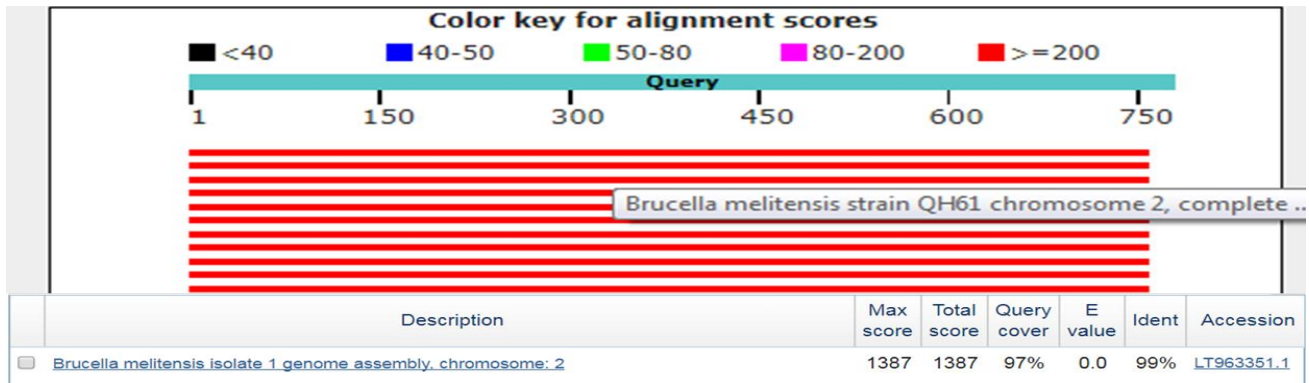 Color key for alignment scores
<40 40-50 50-80 80-200 >=200
Query
1 150 300 450 600 750
Brucella melitensis strain QH61 chromosome 2, complete ..
Description Max score Total score Query cover E value Ident Accession
Brucella melitensis isolate 1 genome assembly, chromosome: 2 1387 1387 97% 0.0 99% LT963351.1